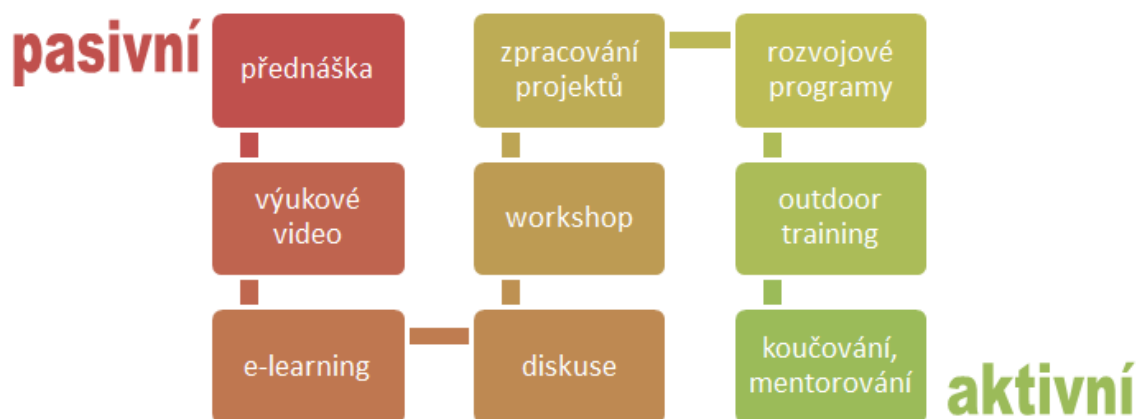 pasivní
přednáška
výukové
video
e-learning
diskuse
workshop
zpracování
projektů
rozvojové
programy
outdoor
training
koučování,
mentorování
aktivní